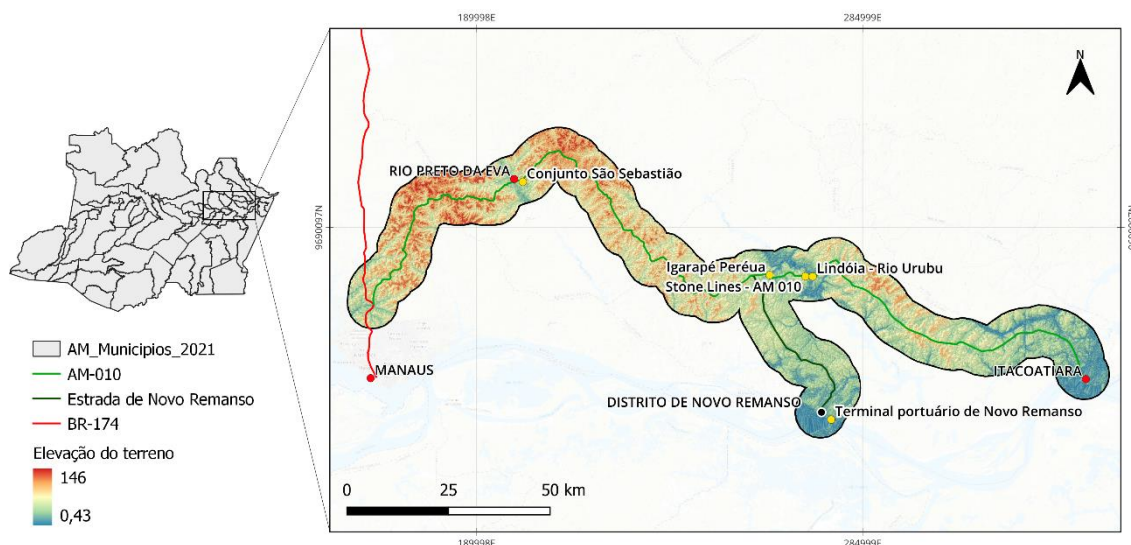 189998E
284999E
N
RIO PRETO DA EVA
Conjunto São Sebastião
9690097N
9690097N
Igarapé Peréua
Lindóia - Rio Urubu
Stone Lines - AM 010
MANAUS
ITACOATIARA
DISTRITO DE NOVO REMANSO
Terminal portuário de Novo Remanso
AM_Municipios_2021
AM-010
Estrada de Novo Remanso
BR-174
Elevação do terreno
146
0,43
0
25
50 km
189998E
284999E